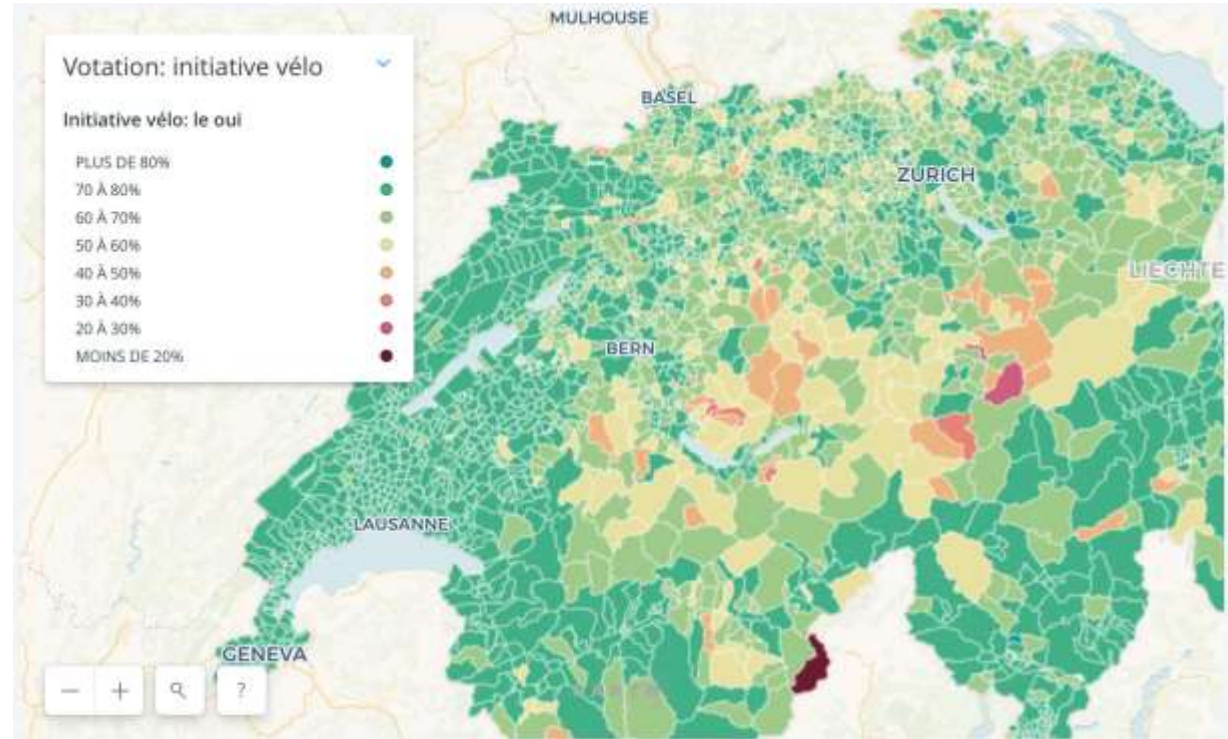 MULHOUSE
Votation: initiative vélo
BASEL
Initiative vélo: le oui
PLUS DE 80%
70 À 80%
ZURICH
60 À 70%
50 À 60%
40 À 50%
LIECHTE
30 À 40%
20 À 30%
BERN
MOINS DE 20%
LAUSANNE
GENEVA
− + ?